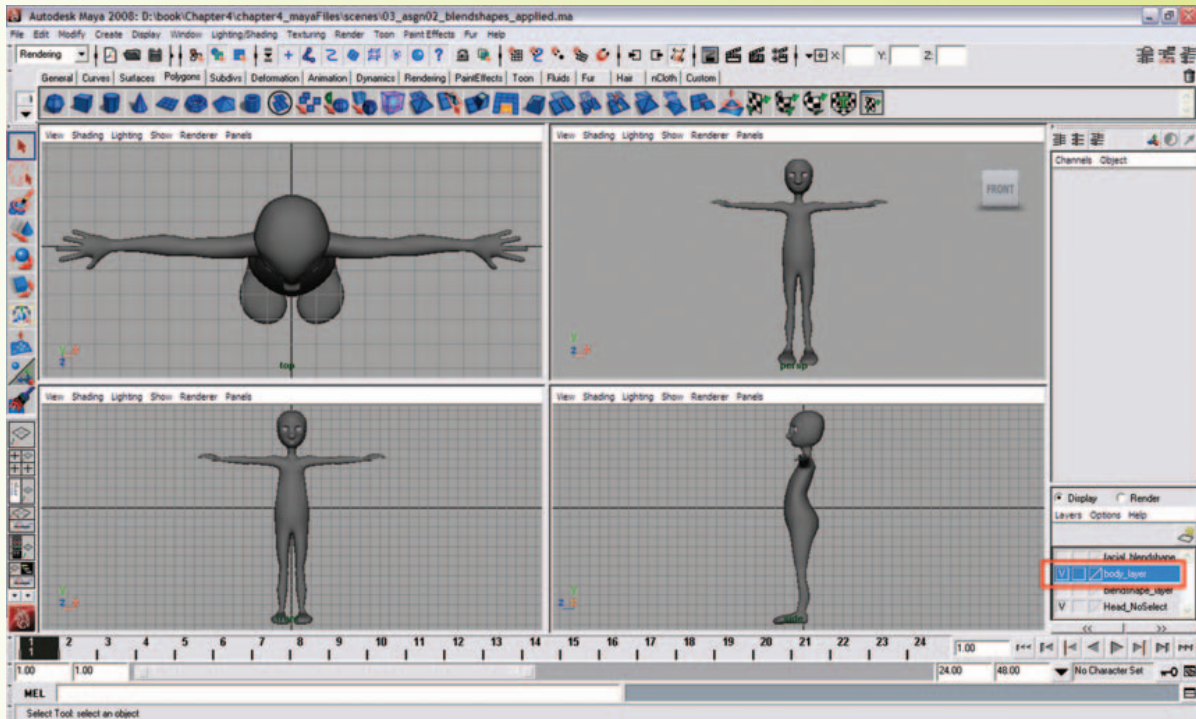 Autodesk Maya 2008: D:\book\Chapter4\chapter4_mayaFiles\scenes\03_asgn02_blendshapes_applied.ma
File Edit Modify Create Display Window Lighting/Shading Texturing Render Toon PaintEffects Fur Help
Rendering
X: Y: Z:
General Curves Surfaces Polygons Subdivs Deformation Animation Dynamics Rendering PaintEffects Toon Fluids Fur Hair nCloth Custom
View Shading Lighting Show Renderer Panels
View Shading Lighting Show Renderer Panels
Channels Object
FRONT
y
z
top
y
z
persp
View Shading Lighting Show Renderer Panels
View Shading Lighting Show Renderer Panels
y
z
y
z
side
Display Render
Layers Options Help
facial_blendshape
V body_layer
blendshape_layer
V Head_NoSelect
<< >>
1 2 3 4 5 6 7 8 9 10 11 12 13 14 15 16 17 18 19 20 21 22 23 24
1
1.00
1.00 1.00 24.00 48.00 No Character Set
MEL
Select Tool: select an object